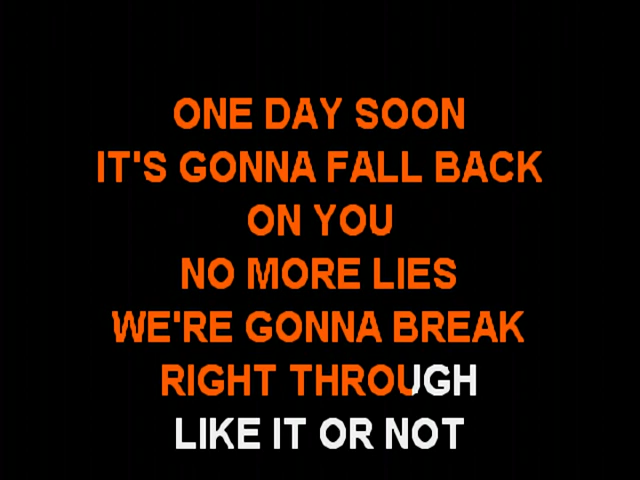 ONE DAY SOON
IT'S GONNA FALL BACK
ON YOU
NO MORE LIES
WE'RE GONNA BREAK
RIGHT THROUGH
LIKE IT OR NOT